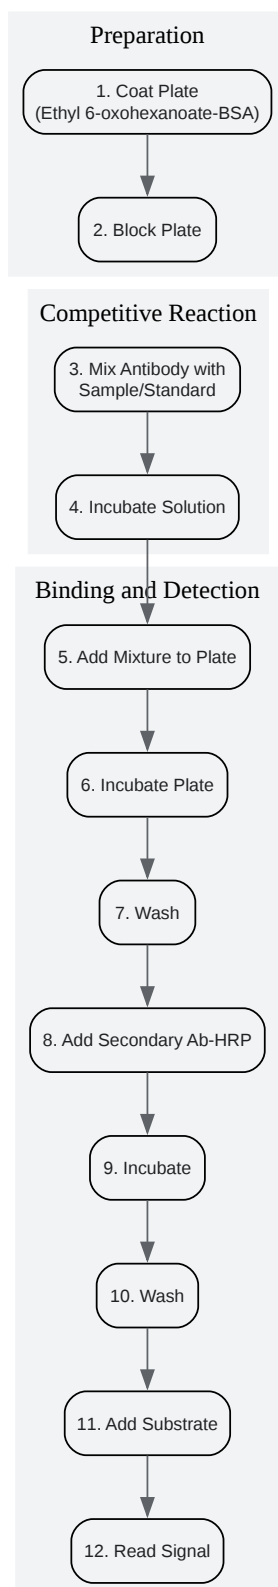 Preparation
1. Coat Plate
(Ethyl 6-oxohexanoate-BSA)
2. Block Plate
Competitive Reaction
3. Mix Antibody with
Sample/Standard
4. Incubate Solution
Binding and Detection
5. Add Mixture to Plate
6. Incubate Plate
7. Wash
8. Add Secondary Ab-HRP
9. Incubate
10. Wash
11. Add Substrate
12. Read Signal